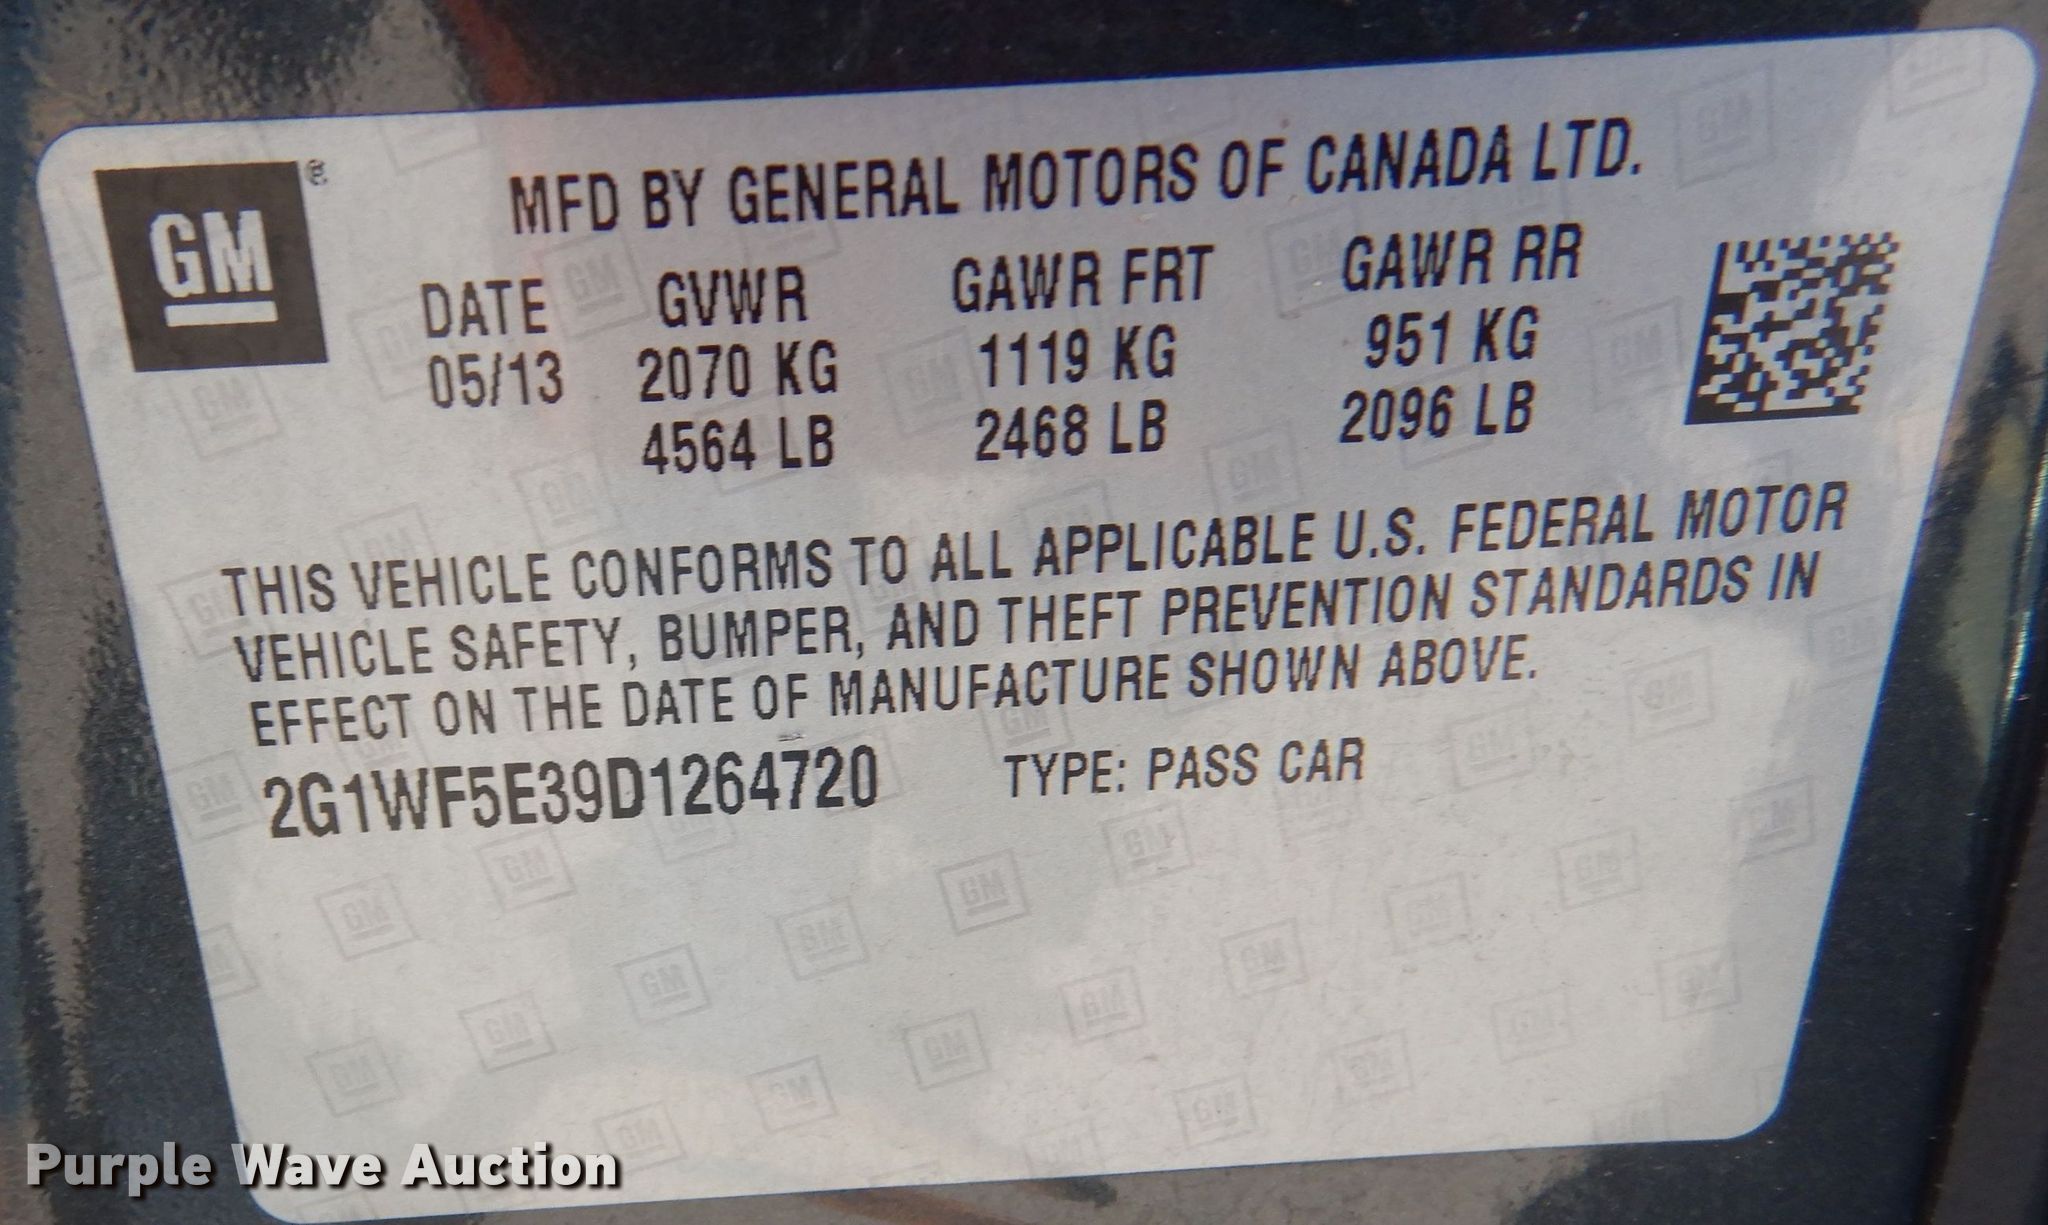 GM ®
MFD BY GENERAL MOTORS OF CANADA LTD.
DATE GVWR GAWR FRT GAWR RR
05/13 2070 KG 1119 KG 951 KG
4564 LB 2468 LB 2096 LB
THIS VEHICLE CONFORMS TO ALL APPLICABLE U.S. FEDERAL MOTOR
VEHICLE SAFETY, BUMPER, AND THEFT PREVENTION STANDARDS IN
EFFECT ON THE DATE OF MANUFACTURE SHOWN ABOVE.
2G1WF5E39D1264720 TYPE: PASS CAR
Purple Wave Auction